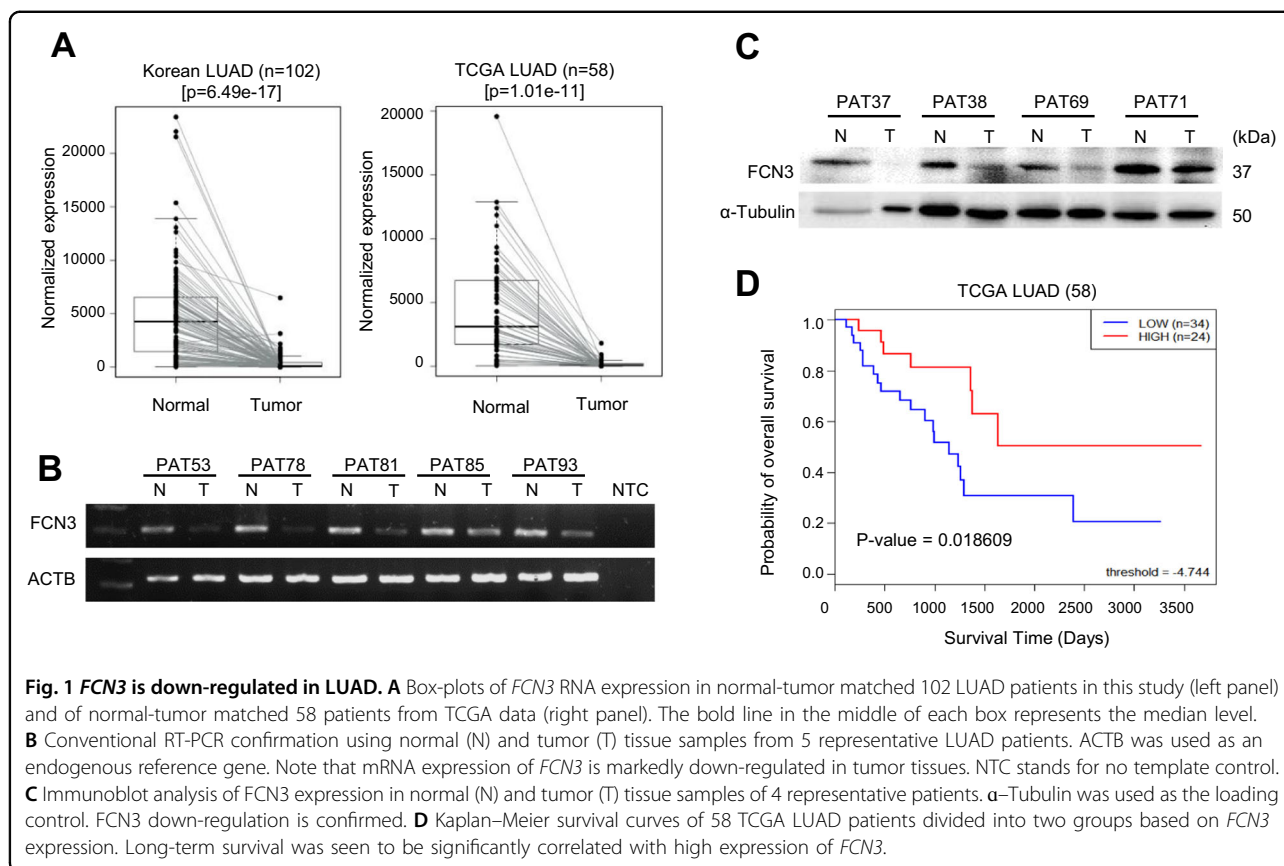 A
Korean LUAD (n=102)
[p=6.49e-17]
Normalized expression
20000
15000
10000
5000
0
Normal Tumor
TCGA LUAD (n=58)
[p=1.01e-11]
Normalized expression
20000
15000
10000
5000
0
Normal Tumor
B
PAT53 PAT78 PAT81 PAT85 PAT93
N T N T N T N T N T NTC
FCN3
ACTB
C
PAT37 PAT38 PAT69 PAT71
N T N T N T N T (kDa)
FCN3 37
α-Tubulin 50
D
TCGA LUAD (58)
LOW (n=34)
HIGH (n=24)
Probability of overall survival
1.0
0.8
0.6
0.4
0.2
0.0
P-value = 0.018609
threshold = -4.744
0 500 1000 1500 2000 2500 3000 3500
Survival Time (Days)
Fig. 1 FCN3 is down-regulated in LUAD. A Box-plots of FCN3 RNA expression in normal-tumor matched 102 LUAD patients in this study (left panel)
and of normal-tumor matched 58 patients from TCGA data (right panel). The bold line in the middle of each box represents the median level.
B Conventional RT-PCR confirmation using normal (N) and tumor (T) tissue samples from 5 representative LUAD patients. ACTB was used as an
endogenous reference gene. Note that mRNA expression of FCN3 is markedly down-regulated in tumor tissues. NTC stands for no template control.
C Immunoblot analysis of FCN3 expression in normal (N) and tumor (T) tissue samples of 4 representative patients. α–Tubulin was used as the loading
control. FCN3 down-regulation is confirmed. D Kaplan–Meier survival curves of 58 TCGA LUAD patients divided into two groups based on FCN3
expression. Long-term survival was seen to be significantly correlated with high expression of FCN3.